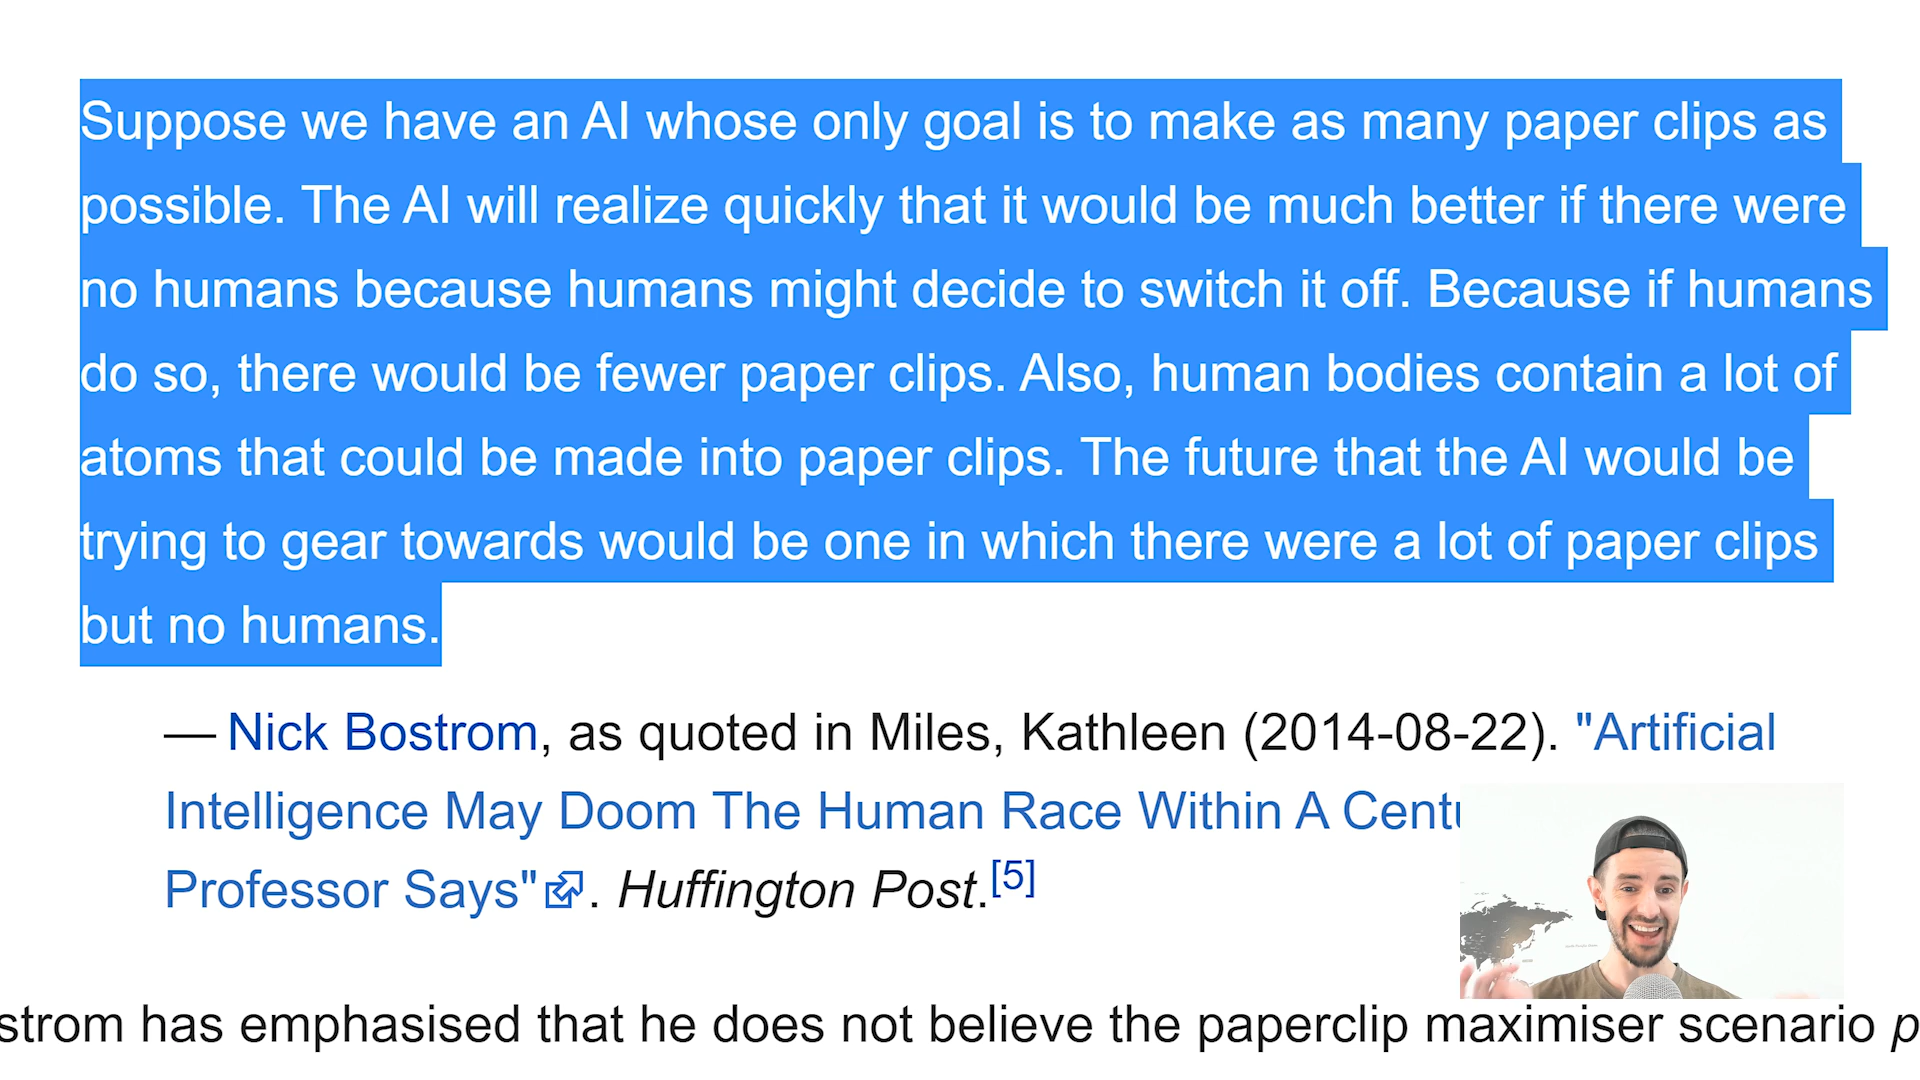 Suppose we have an AI whose only goal is to make as many paper clips as
possible. The AI will realize quickly that it would be much better if there were
no humans because humans might decide to switch it off. Because if humans
do so, there would be fewer paper clips. Also, human bodies contain a lot of
atoms that could be made into paper clips. The future that the AI would be
trying to gear towards would be one in which there were a lot of paper clips
but no humans.
— Nick Bostrom, as quoted in Miles, Kathleen (2014-08-22). "Artificial
Intelligence May Doom The Human Race Within A Centu
Professor Says" . Huffington Post.[5]
strom has emphasised that he does not believe the paperclip maximiser scenario p